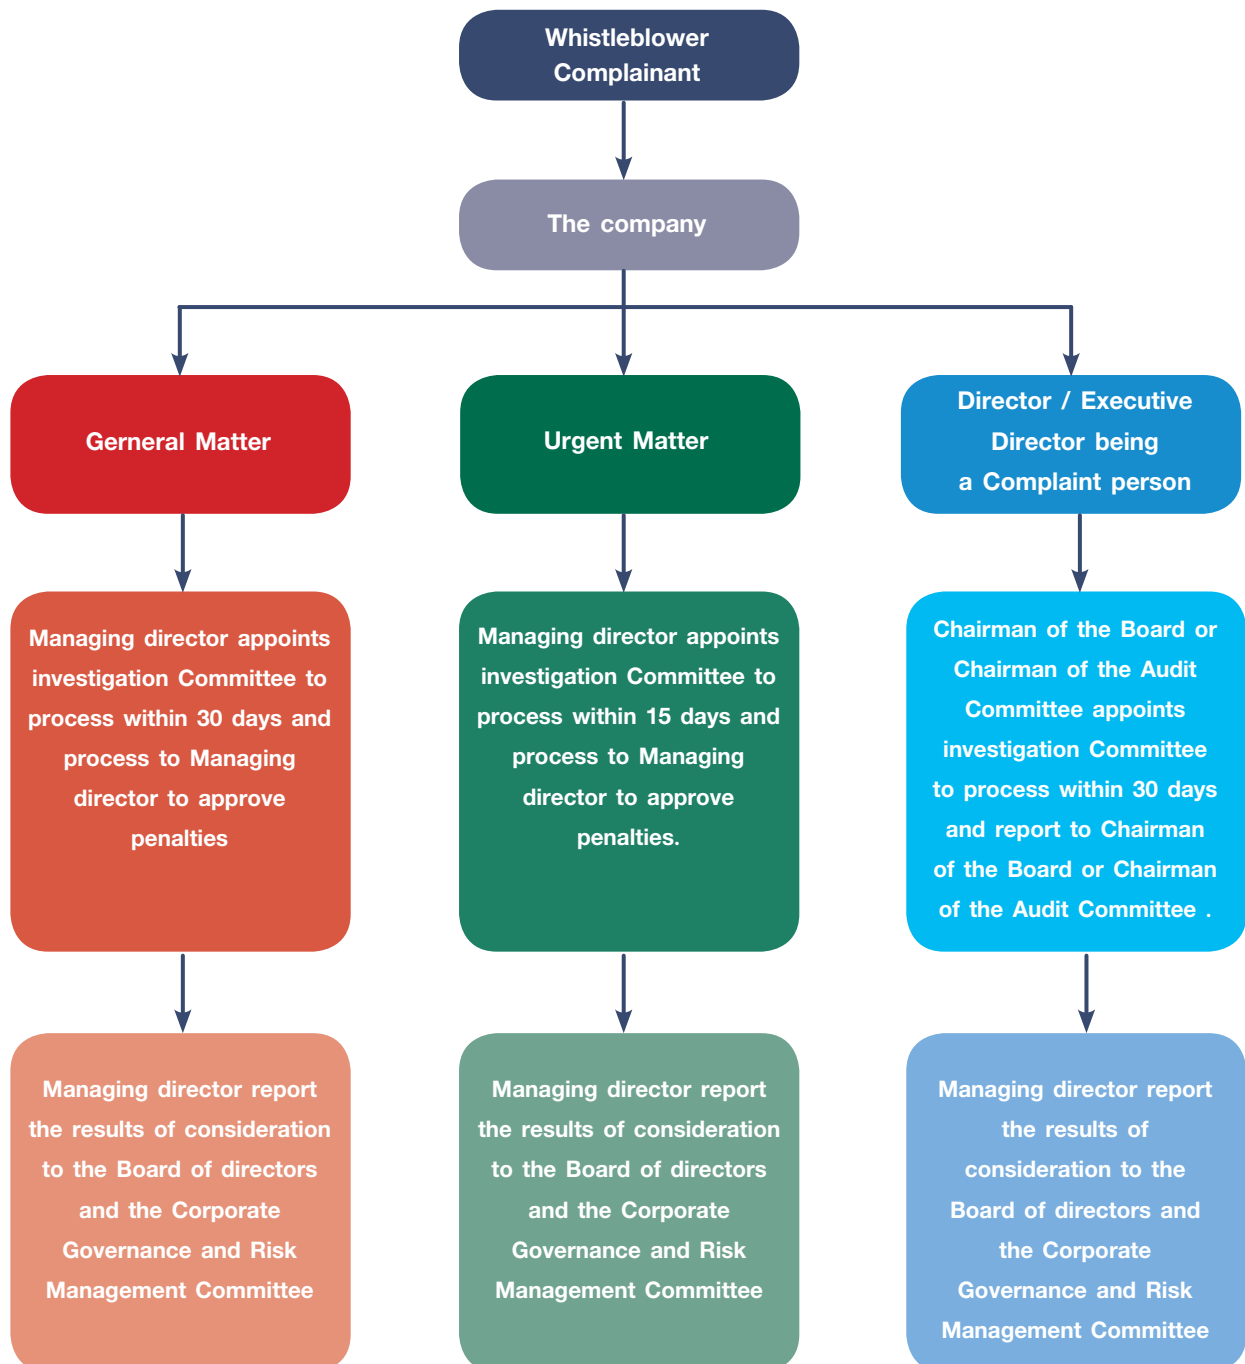 Whistleblower
Complainant
The company
Gerneral Matter
Urgent Matter
Director / Executive
Director being
a Complaint person
Managing director appoints
investigation Committee to
process within 30 days and
process to Managing
director to approve
penalties
Managing director appoints
investigation Committee to
process within 15 days and
process to Managing
director to approve
penalties.
Chairman of the Board or
Chairman of the Audit
Committee appoints
investigation Committee
to process within 30 days
and report to Chairman
of the Board or Chairman
of the Audit Committee .
Managing director report
the results of consideration
to the Board of directors
and the Corporate
Governance and Risk
Management Committee
Managing director report
the results of consideration
to the Board of directors
and the Corporate
Governance and Risk
Management Committee
Managing director report
the results of
consideration to the
Board of directors and
the Corporate
Governance and Risk
Management Committee